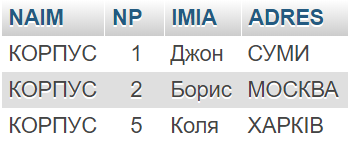 NAIM NP IMIA ADRES
КОРПУС 1 Джон СУМИ
КОРПУС 2 Борис МОСКВА
КОРПУС 5 Коля ХАРКІВ